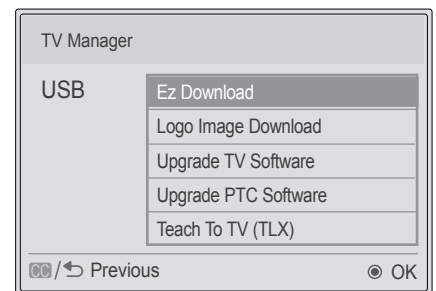 TV Manager
USB
Ez Download
Logo Image Download
Upgrade TV Software
Upgrade PTC Software
Teach To TV (TLX)
CC / Previous
OK